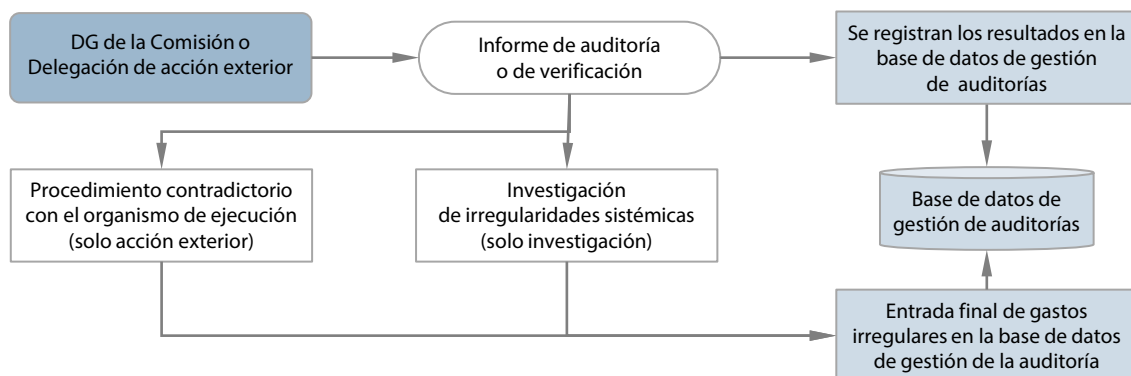 DG de la Comisión o
Delegación de acción exterior
Informe de auditoría
o de verificación
Se registran los resultados en la
base de datos de gestión
de auditorías
Procedimiento contradictorio
con el organismo de ejecución
(solo acción exterior)
Investigación
de irregularidades sistémicas
(solo investigación)
Base de datos de
gestión de auditorías
Entrada final de gastos
irregulares en la base de datos
de gestión de la auditoría